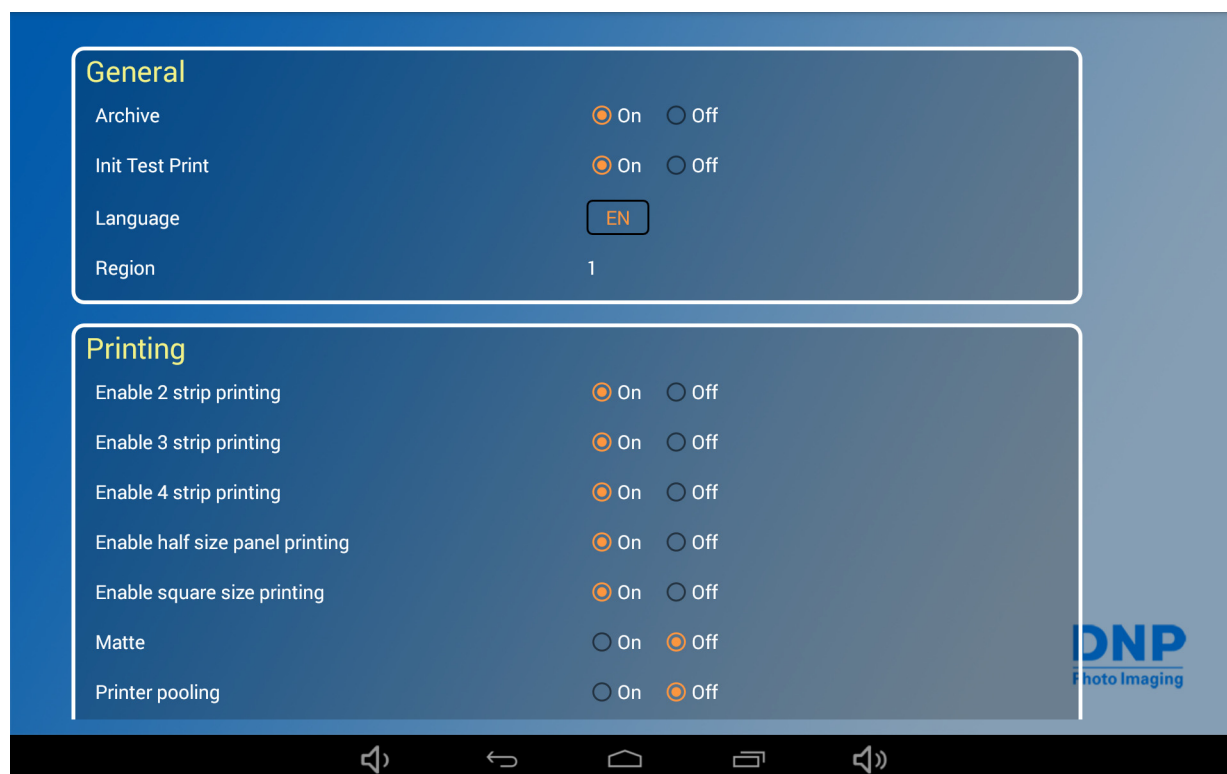 General
Archive On Off
Init Test Print On Off
Language EN
Region 1
Printing
Enable 2 strip printing On Off
Enable 3 strip printing On Off
Enable 4 strip printing On Off
Enable half size panel printing On Off
Enable square size printing On Off
Matte On Off
Printer pooling On Off
DNP
Photo Imaging